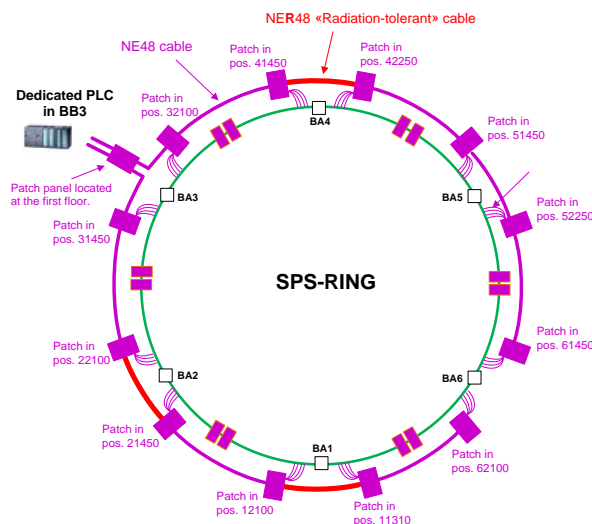 NER48 «Radiation-tolerant» cable
NE48 cable
Patch in
pos. 41450
Patch in
pos. 42250
Dedicated PLC
in BB3
Patch in
pos. 32100
BA4
Patch in
pos. 51450
Patch panel located
at the first floor.
BA3
BA5
Patch in
pos. 52250
Patch in
pos. 31450
SPS-RING
Patch in
pos. 22100
Patch in
pos. 61450
BA2
BA6
Patch in
pos. 21450
Patch in
pos. 62100
BA1
Patch in
pos. 12100
Patch in
pos. 11310